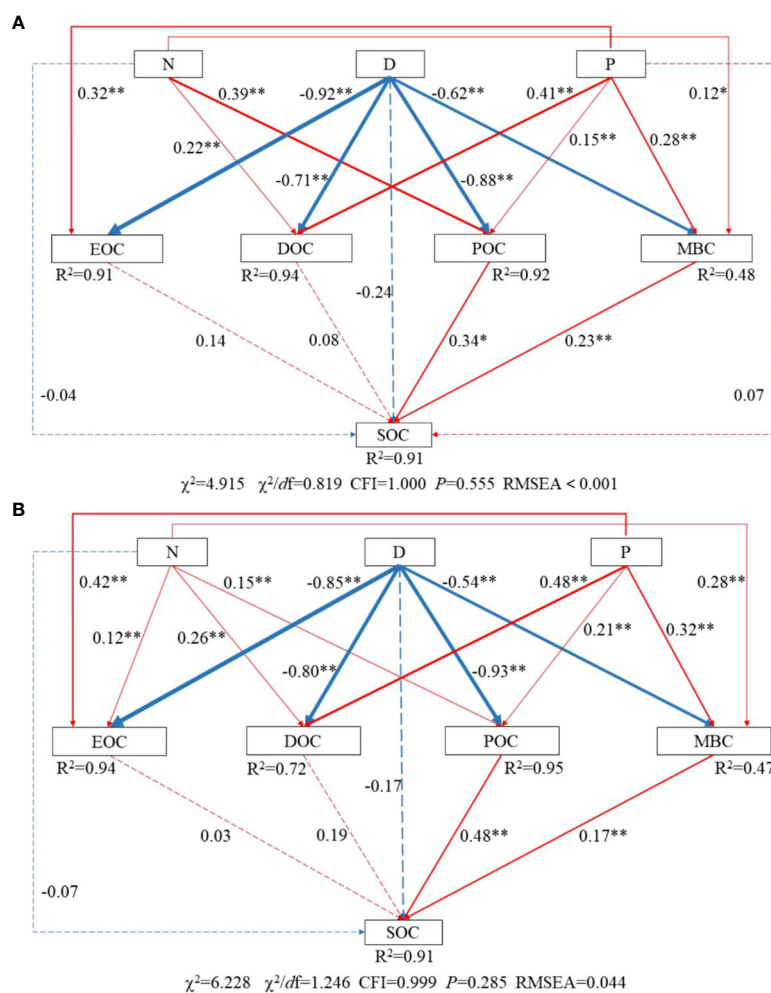 A
N D P
0.32** 0.39** -0.92** -0.62** 0.41** 0.12*
0.22** -0.71** -0.88** 0.15** 0.28**
EOC DOC POC MBC
R²=0.91 R²=0.94 R²=0.92 R²=0.48
-0.24
0.14 0.08 0.34* 0.23**
-0.04 0.07
SOC
R²=0.91
χ²=4.915 χ²/df=0.819 CFI=1.000 P=0.555 RMSEA < 0.001
B
N D P
0.42** 0.15** -0.85** -0.54** 0.48** 0.28**
0.12** 0.26** -0.80** -0.93** 0.21** 0.32**
EOC DOC POC MBC
R²=0.94 R²=0.72 R²=0.95 R²=0.47
-0.17
0.03 0.19 0.48** 0.17**
-0.07
SOC
R²=0.91
χ²=6.228 χ²/df=1.246 CFI=0.999 P=0.285 RMSEA=0.044